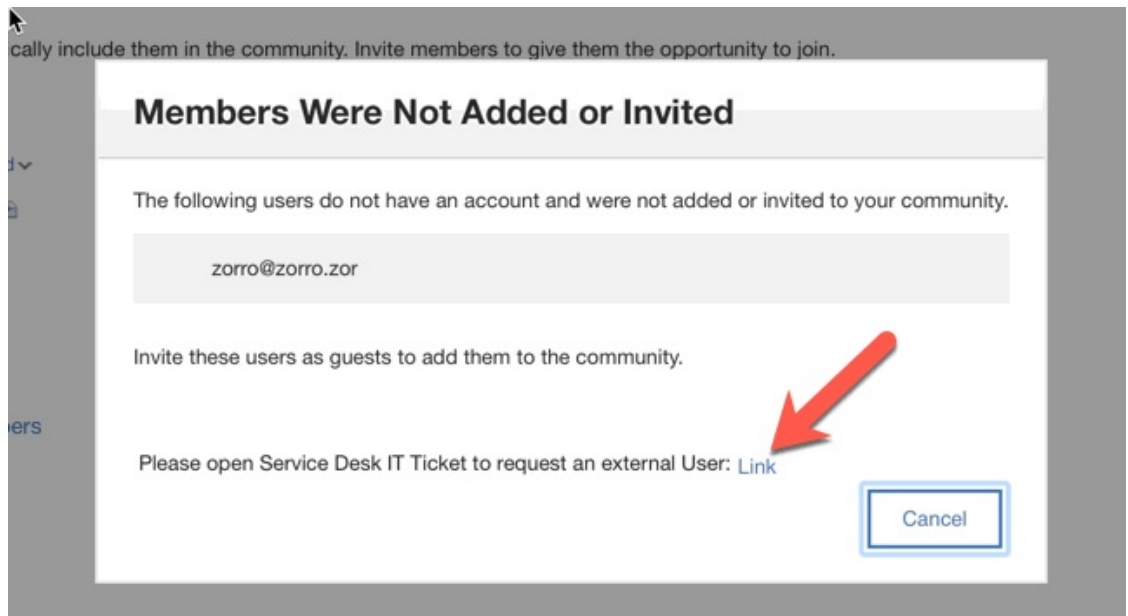 cally include them in the community. Invite members to give them the opportunity to join.
Members Were Not Added or Invited
d
The following users do not have an account and were not added or invited to your community.
zorro@zorro.zor
Invite these users as guests to add them to the community.
bers
Please open Service Desk IT Ticket to request an external User: Link
Cancel